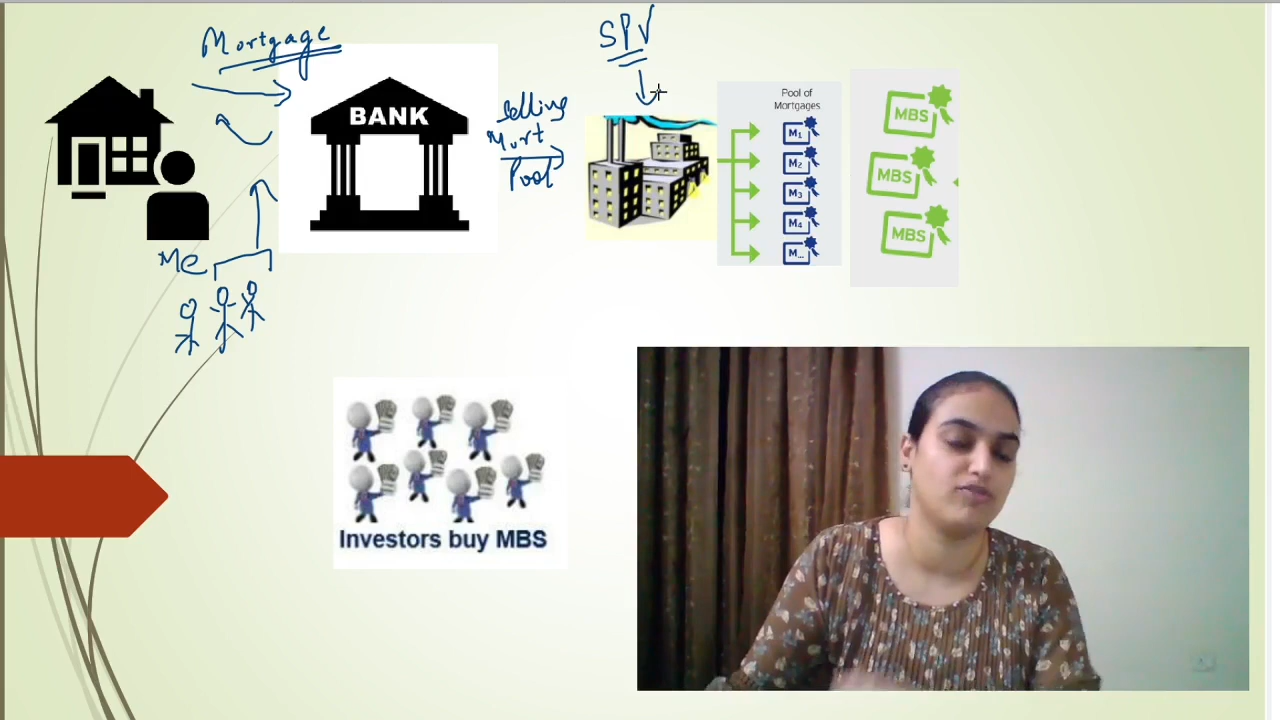 Mortgage
SPV
BANK
selling
Mort
Pool
Pool of
Mortgages
M1
M2
M3
M4
M...
MBS
MBS
MBS
Me
Investors buy MBS